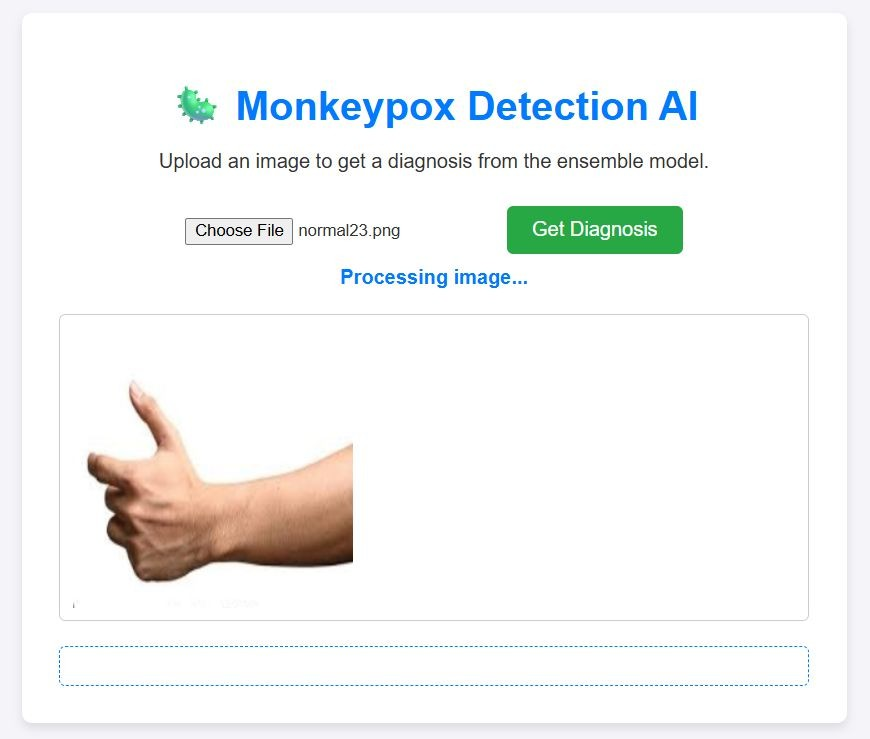 Monkeypox Detection AI
Upload an image to get a diagnosis from the ensemble model.
Choose File normal23.png
Get Diagnosis
Processing image...